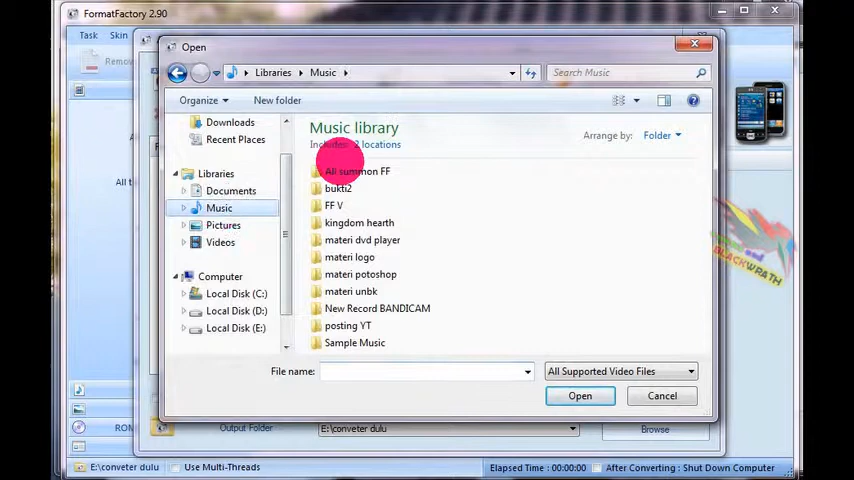 FormatFactory 2.90
Task Skin
Remov
Open
Libraries Music
Search Music
Organize New folder
Downloads
Recent Places
Libraries
Documents
Music
Pictures
Videos
Computer
Local Disk (C:)
Local Disk (D:)
Local Disk (E:)
Music library
Includes: 2 locations
Arrange by: Folder
All summon FF
bukti2
FF V
kingdom hearth
materi dvd player
materi logo
materi potoshop
materi unbk
New Record BANDICAM
posting YT
Sample Music
File name:
All Supported Video Files
Open Cancel
All t
ROM
Output Folder E:\conveter dulu Browse
E:\conveter dulu Use Multi-Threads Elapsed Time : 00:00:00 After Converting : Shut Down Computer
BLACKWRATH